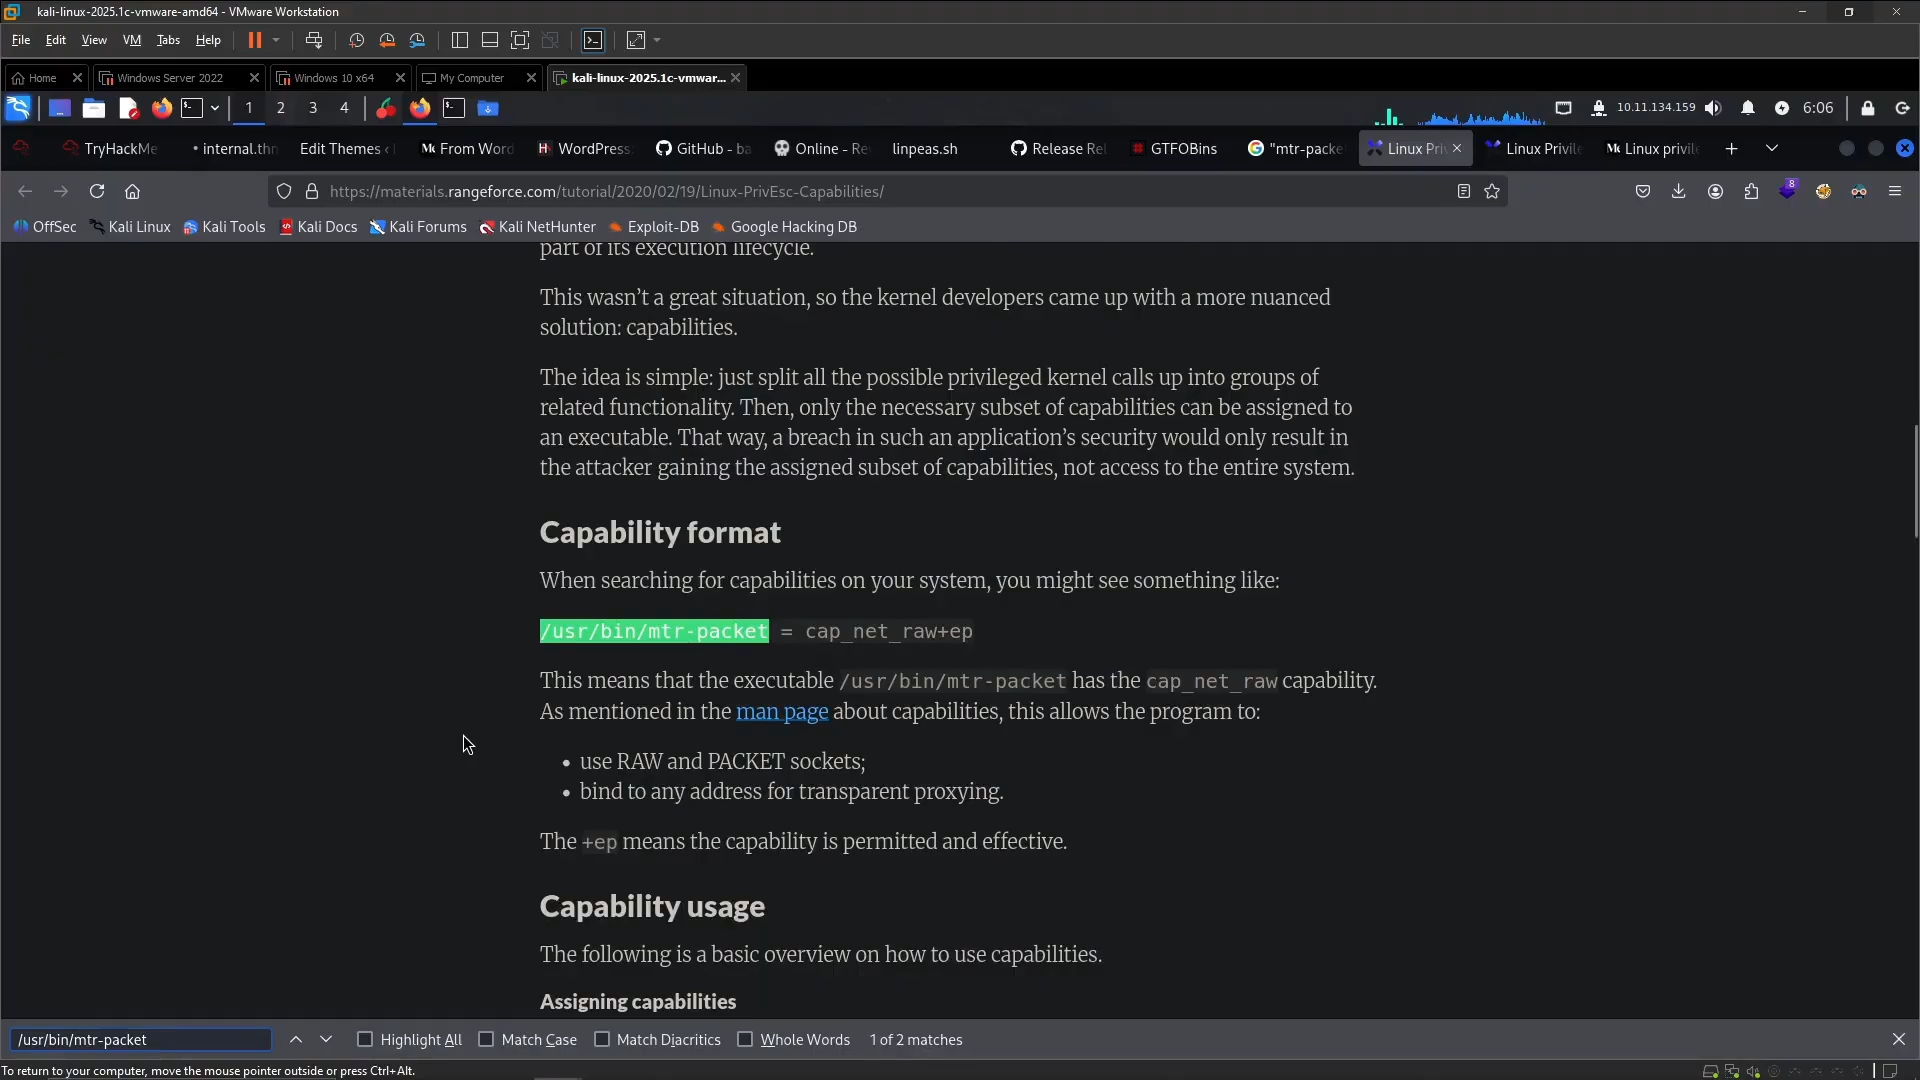 kali-linux-2025.1c-vmware-amd64 - VMware Workstation
File Edit View VM Tabs Help
Home Windows Server 2022 Windows 10 x64 My Computer kali-linux-2025.1c-vmwar...
1 2 3 4 10.11.134.159 6:06
TryHackMe internal.thm Edit Themes ‹ From Word WordPress GitHub - ba Online - Re linpeas.sh Release Re GTFOBins "mtr-packe Linux Priv Linux Privile Linux privile
https://materials.rangeforce.com/tutorial/2020/02/19/Linux-PrivEsc-Capabilities/ 8
OffSec Kali Linux Kali Tools Kali Docs Kali Forums Kali NetHunter Exploit-DB Google Hacking DB
part of its execution lifecycle.
This wasn’t a great situation, so the kernel developers came up with a more nuanced
solution: capabilities.
The idea is simple: just split all the possible privileged kernel calls up into groups of
related functionality. Then, only the necessary subset of capabilities can be assigned to
an executable. That way, a breach in such an application’s security would only result in
the attacker gaining the assigned subset of capabilities, not access to the entire system.
Capability format
When searching for capabilities on your system, you might see something like:
/usr/bin/mtr-packet = cap_net_raw+ep
This means that the executable /usr/bin/mtr-packet has the cap_net_raw capability.
As mentioned in the man page about capabilities, this allows the program to:
• use RAW and PACKET sockets;
• bind to any address for transparent proxying.
The +ep means the capability is permitted and effective.
Capability usage
The following is a basic overview on how to use capabilities.
Assigning capabilities
/usr/bin/mtr-packet Highlight All Match Case Match Diacritics Whole Words 1 of 2 matches
To return to your computer, move the mouse pointer outside or press Ctrl+Alt.